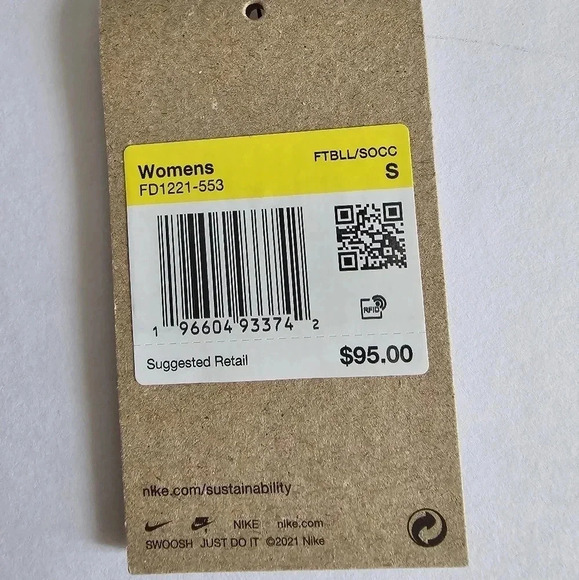 Womens FTBLL/SOCC
FD1221-553 S
RFID
1 96604 93374 2
Suggested Retail $95.00
nike.com/sustainability
NIKE nike.com
SWOOSH JUST DO IT ©2021 Nike